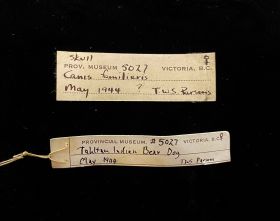 Skull
PROV. MUSEUM 5027 VICTORIA, B.C.
Canis familiaris
May 1944 ? T.W.S. Parsons
PROVINCIAL MUSEUM, #5027 VICTORIA, B.C.
Tahltan Indian Bear Dog
May 1944 TWS Parsons